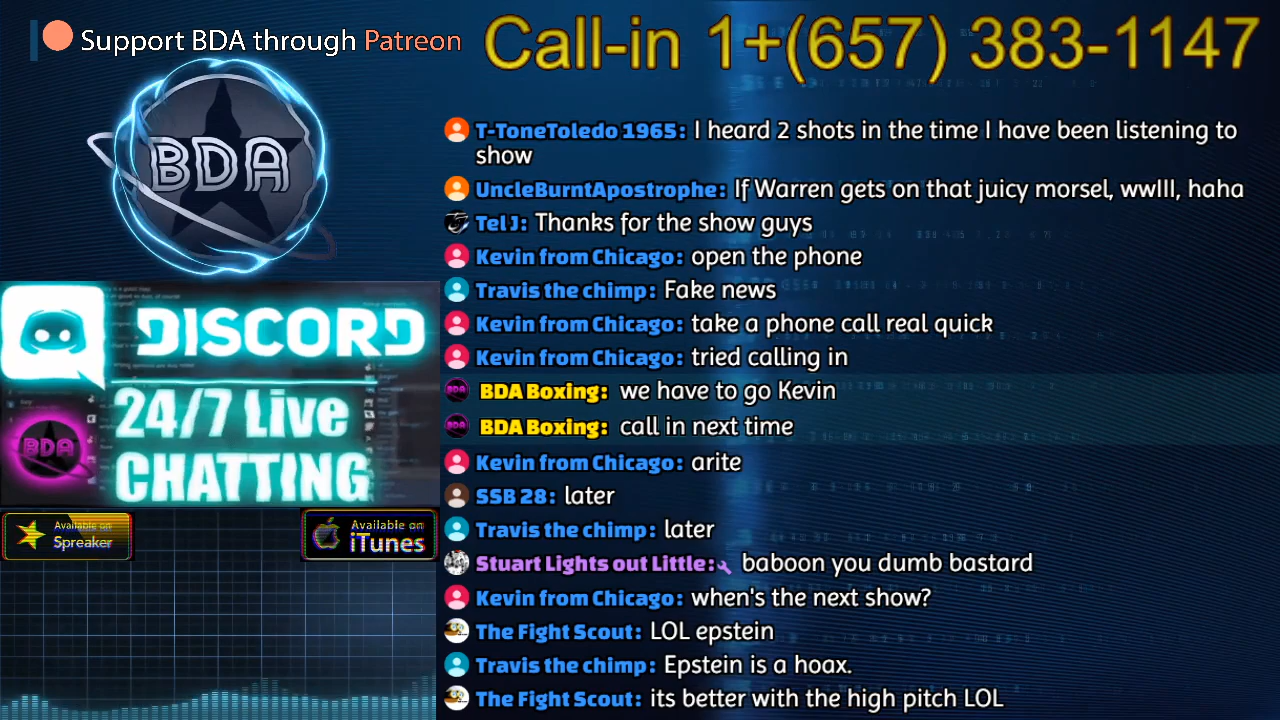 Support BDA through Patreon
Call-in 1+(657) 383-1147
BDA
DISCORD
24/7 Live
CHATTING
BDA
Available on
Spreaker
Available on
iTunes
T-ToneToledo 1965: I heard 2 shots in the time I have been listening to
show
UncleBurntApostrophe: If Warren gets on that juicy morsel, wwIII, haha
Tel J: Thanks for the show guys
Kevin from Chicago: open the phone
Travis the chimp: Fake news
Kevin from Chicago: take a phone call real quick
Kevin from Chicago: tried calling in
BDA Boxing: we have to go Kevin
BDA Boxing: call in next time
Kevin from Chicago: arite
SSB 28: later
Travis the chimp: later
Stuart Lights out Little: baboon you dumb bastard
Kevin from Chicago: when's the next show?
The Fight Scout: LOL epstein
Travis the chimp: Epstein is a hoax.
The Fight Scout: its better with the high pitch LOL